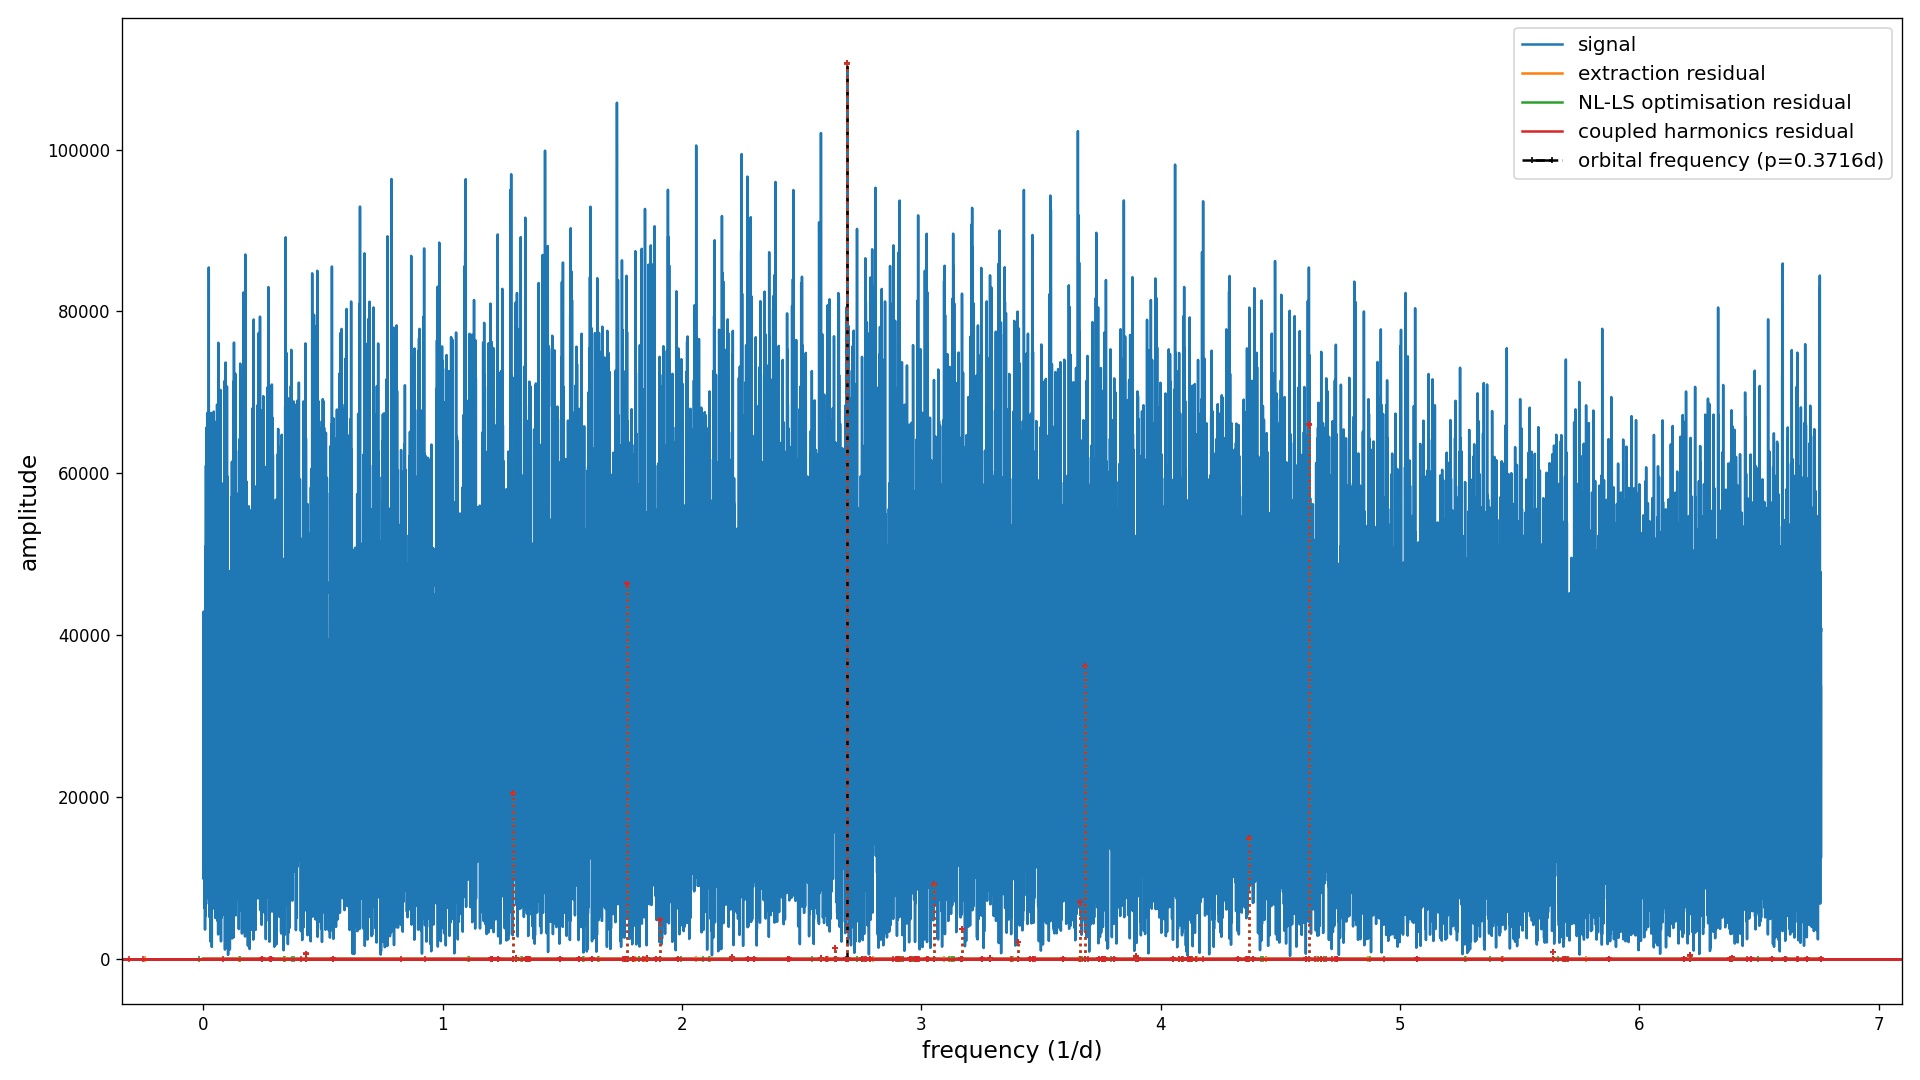 signal
extraction residual
NL-LS optimisation residual
coupled harmonics residual
orbital frequency (p=0.3716d)
amplitude
100000
80000
60000
40000
20000
0
0 1 2 3 4 5 6 7
frequency (1/d)